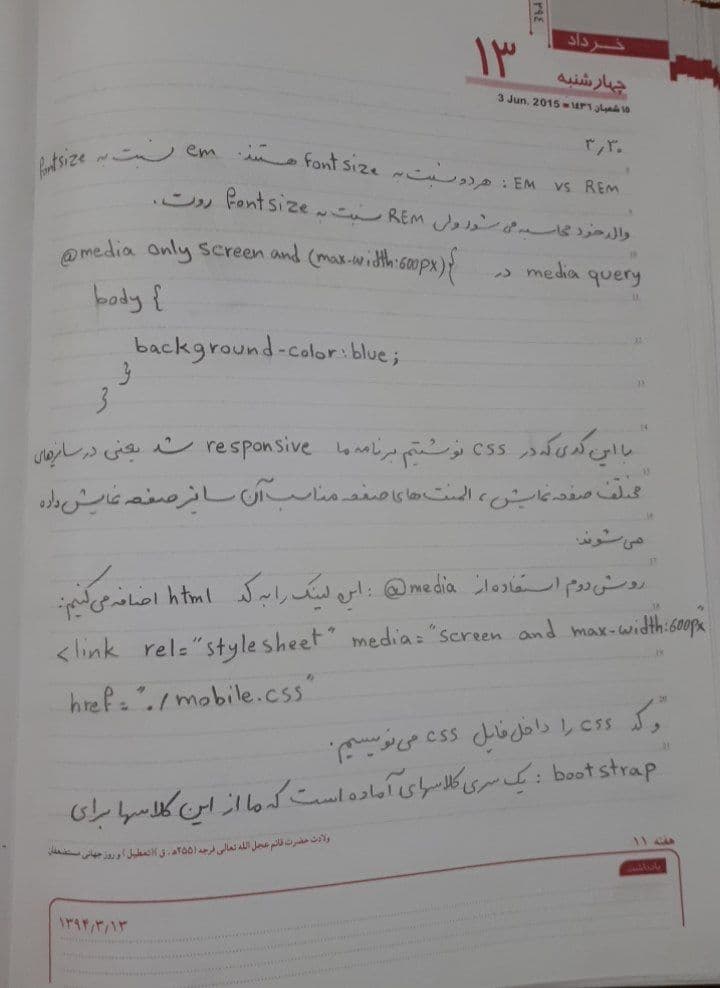 ۳۹٤
خرداد
۱۳
چهارشنبه
3 Jun. 2015 ■ ۱۵ شعبان ۱٤۳٦
۳,۳۰
EM vs REM : هردو نسبت به font size هستند. em نسبت به fontsize
والد خود محاسبه می شود ولی REM نسبت به fontsize روت.
media query در @media only screen and (max-width:600px){
body {
background-color:blue;
}
}
با این کدی که در css نوشتیم برنامه ما responsive شد یعنی در سایزهای
مختلف صفحه نمایش، المنت های صفحه مناسب آن سایز صفحه نمایش داده
می شوند.
روش دوم استفاده از @media : این لینک را به کد html اضافه می کنیم:
<link rel="stylesheet" media="screen and max-width:600px"
href="./mobile.css"
و کد css را داخل فایل css می نویسیم.
bootstrap : یک سری کلاسهای آماده است که ما از این کلاسها برای
هفته ۱۱
ولادت حضرت قائم عجل الله تعالی فرجه (۲۵۵ه. ق) (تعطیل) و روز جهانی مستضعفان
یادداشت
۱۳۹۴/۳/۱۳